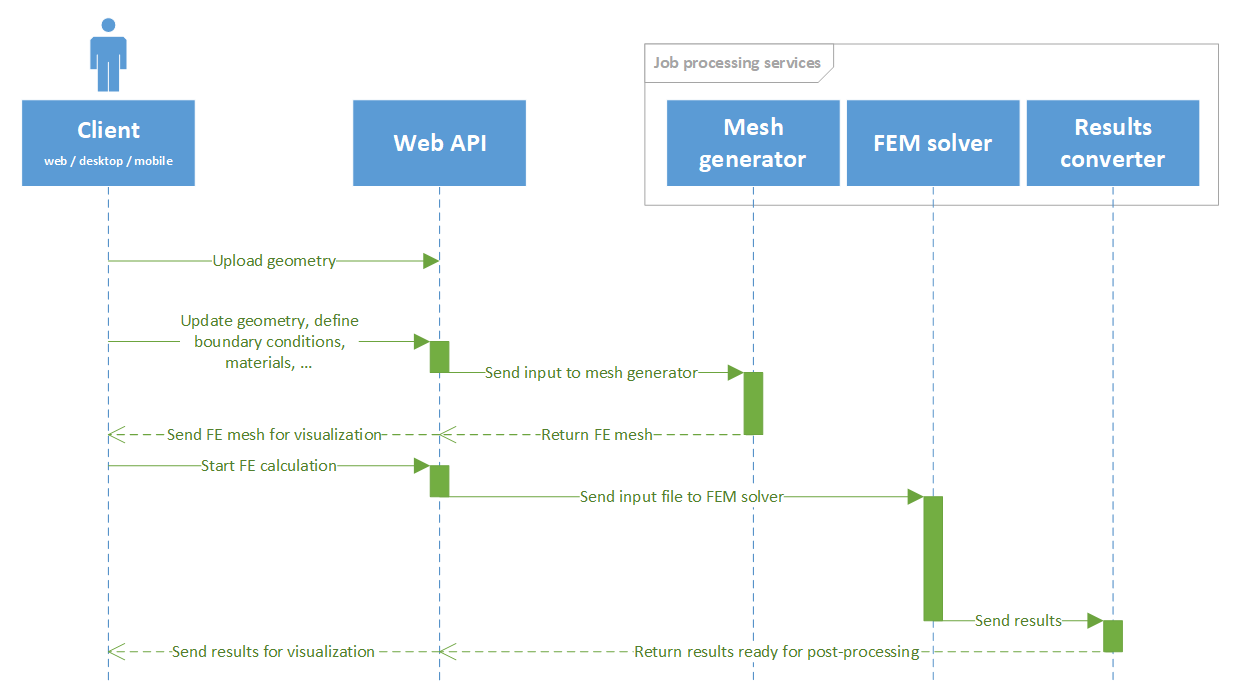 Job processing services
Client
web / desktop / mobile
Web API
Mesh
generator
FEM solver
Results
converter
Upload geometry
Update geometry, define
boundary conditions,
materials, ...
Send input to mesh generator
Send FE mesh for visualization
Return FE mesh
Start FE calculation
Send input file to FEM solver
Send results
Send results for visualization
Return results ready for post-processing